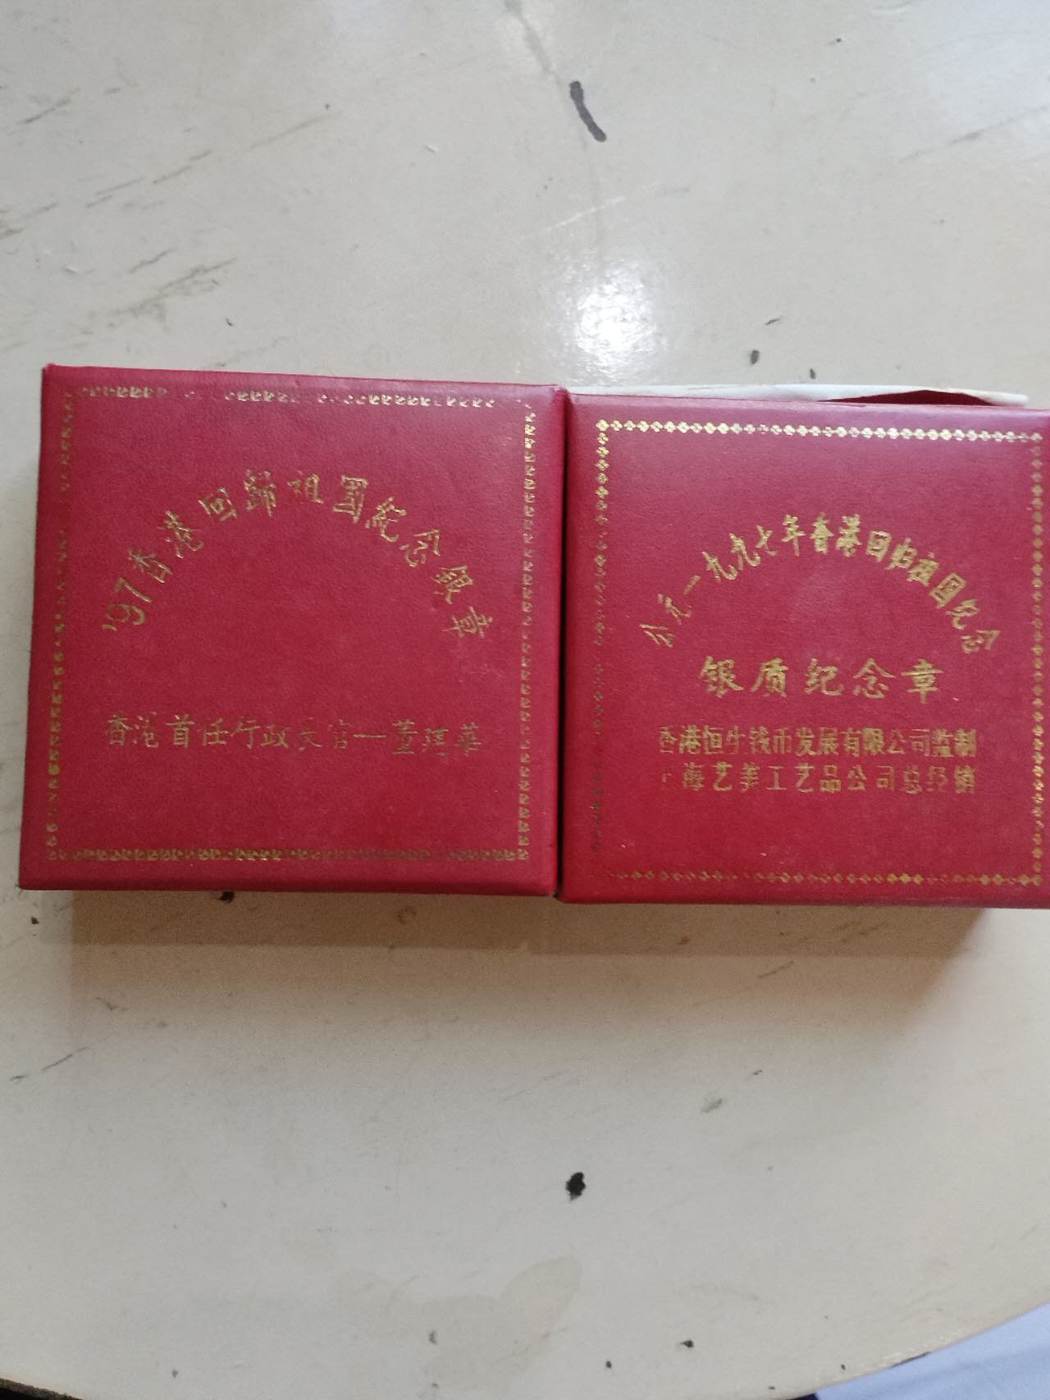 '97香港回歸祖國紀念銀章
香港首任行政長官—董建華
公元一九九七年香港回归祖国纪念
银质纪念章
香港恒生钱币发展有限公司监制
上海艺美工艺品公司总经销